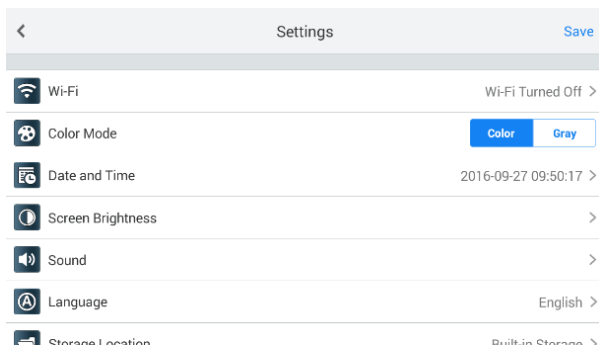 Settings Save
Wi-Fi Wi-Fi Turned Off
Color Mode Color Gray
Date and Time 2016-09-27 09:50:17
Screen Brightness
Sound
Language English
Storage Location Built-in Storage